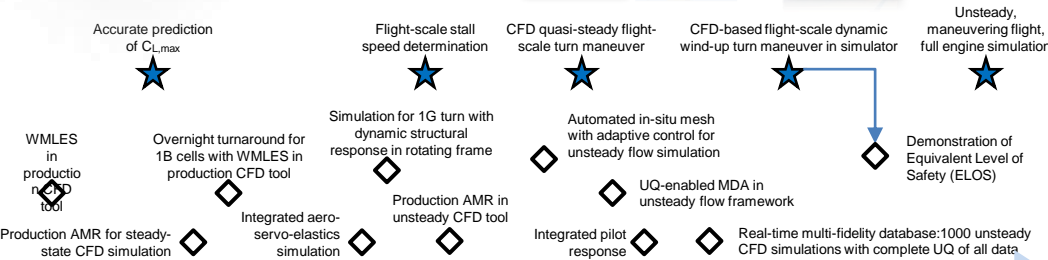 Accurate prediction
of CL,max
Flight-scale stall
speed determination
CFD quasi-steady flight-
scale turn maneuver
CFD-based flight-scale dynamic
wind-up turn maneuver in simulator
Unsteady,
maneuvering flight,
full engine simulation
WMLES
in
productio
n CFD
tool
Overnight turnaround for
1B cells with WMLES in
production CFD tool
Simulation for 1G turn with
dynamic structural
response in rotating frame
Automated in-situ mesh
with adaptive control for
unsteady flow simulation
Demonstration of
Equivalent Level of
Safety (ELOS)
UQ-enabled MDA in
unsteady flow framework
Production AMR in
unsteady CFD tool
Production AMR for steady-
state CFD simulation
Integrated aero-
servo-elastics
simulation
Integrated pilot
response
Real-time multi-fidelity database:1000 unsteady
CFD simulations with complete UQ of all data